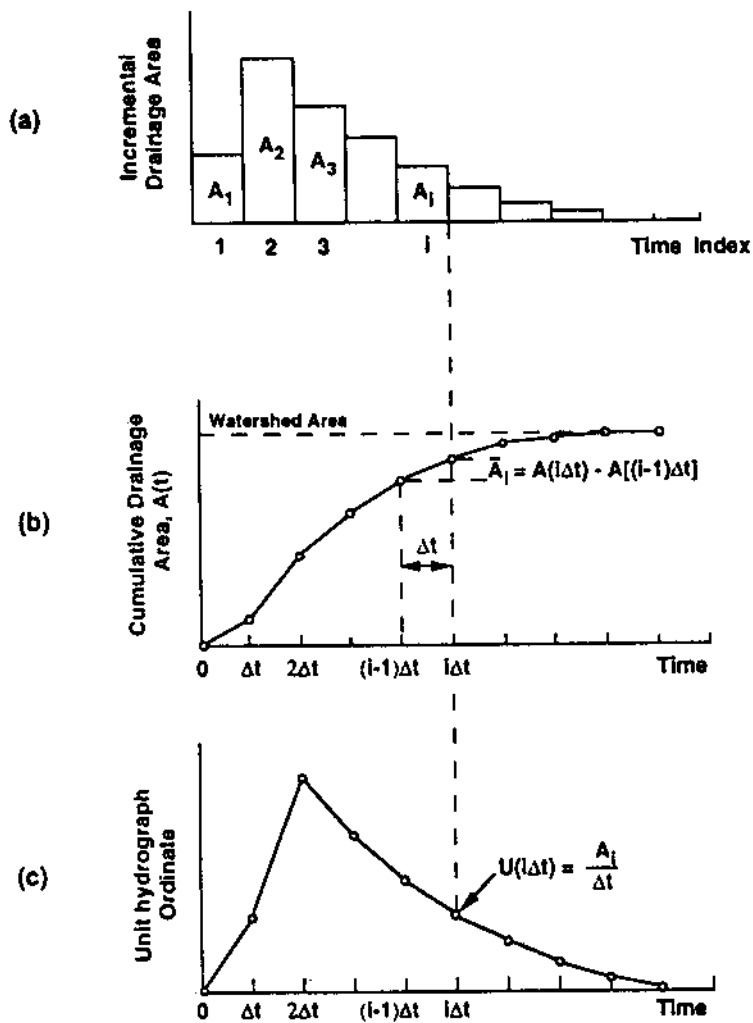 (a)
Incremental
Drainage Area
A₁
A₂
A₃
Aᵢ
1 2 3 i Time Index
(b)
Cumulative Drainage
Area, A(t)
Watershed Area
Āᵢ = A(iΔt) - A[(i-1)Δt]
Δt
0 Δt 2Δt (i-1)Δt iΔt Time
(c)
Unit hydrograph
Ordinate
U(iΔt) = Aᵢ / Δt
0 Δt 2Δt (i-1)Δt iΔt Time